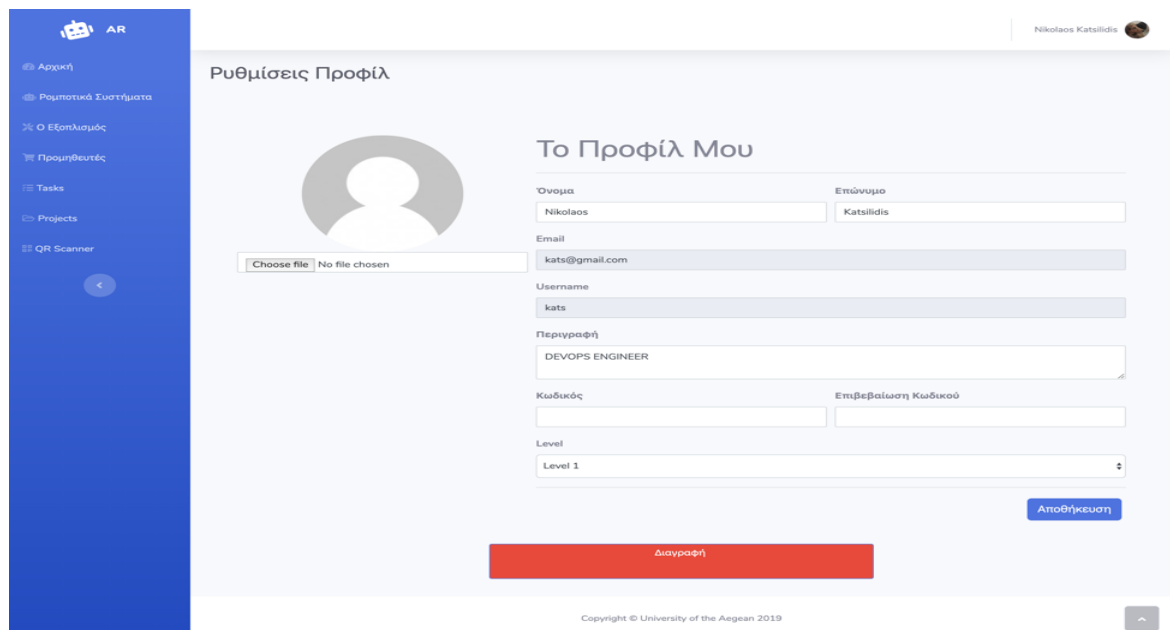 AR
Nikolaos Katsilidis
Αρχική
Ρομποτικά Συστήματα
Ο Εξοπλισμός
Προμηθευτές
Tasks
Projects
QR Scanner
Ρυθμίσεις Προφίλ
Choose file No file chosen
Το Προφίλ Μου
Όνομα Επώνυμο
Nikolaos Katsilidis
Email
kats@gmail.com
Username
kats
Περιγραφή
DEVOPS ENGINEER
Κωδικός Επιβεβαίωση Κωδικού
Level
Level 1
Αποθήκευση
Διαγραφή
Copyright © University of the Aegean 2019